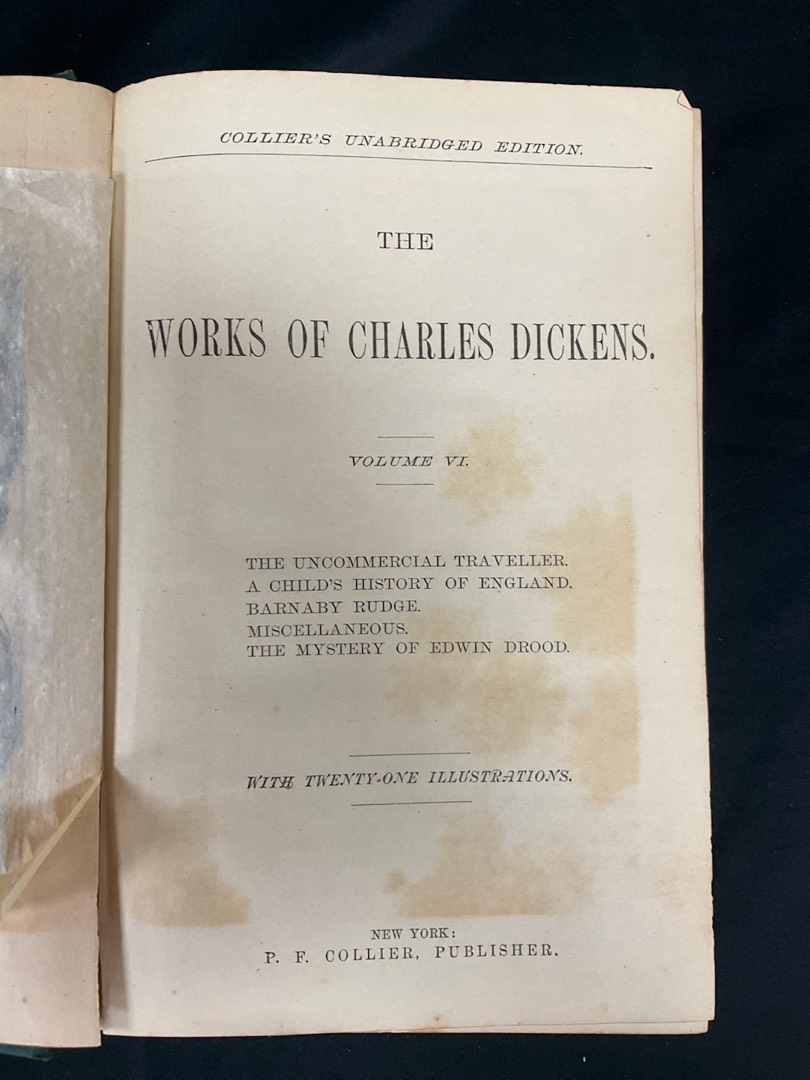 COLLIER'S UNABRIDGED EDITION.
THE
WORKS OF CHARLES DICKENS.
VOLUME VI.
THE UNCOMMERCIAL TRAVELLER.
A CHILD'S HISTORY OF ENGLAND.
BARNABY RUDGE.
MISCELLANEOUS.
THE MYSTERY OF EDWIN DROOD.
WITH TWENTY-ONE ILLUSTRATIONS.
NEW YORK:
P. F. COLLIER, PUBLISHER.